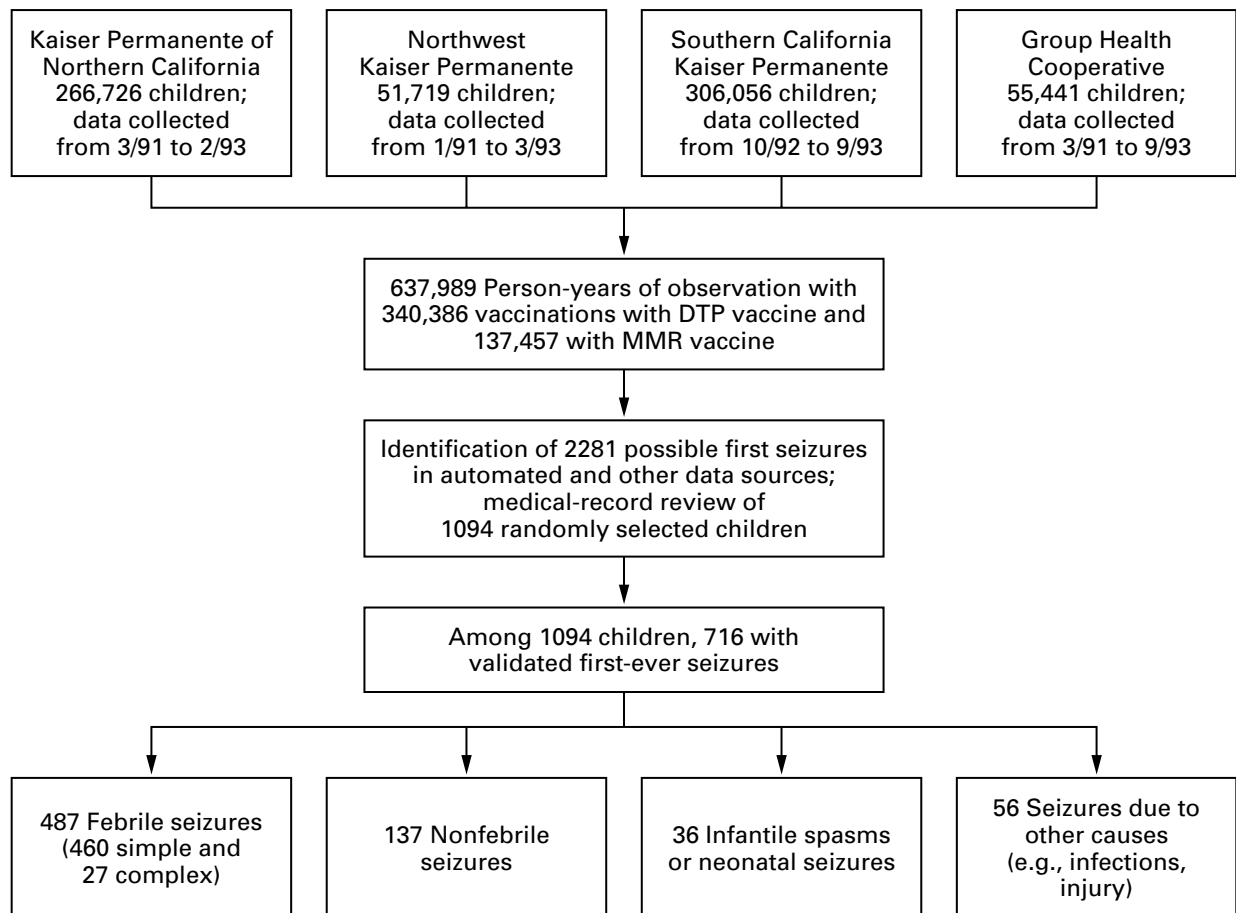 Kaiser Permanente of
Northern California
266,726 children;
data collected
from 3/91 to 2/93
Northwest
Kaiser Permanente
51,719 children;
data collected
from 1/91 to 3/93
Southern California
Kaiser Permanente
306,056 children;
data collected
from 10/92 to 9/93
Group Health
Cooperative
55,441 children;
data collected
from 3/91 to 9/93
637,989 Person-years of observation with
340,386 vaccinations with DTP vaccine and
137,457 with MMR vaccine
Identification of 2281 possible first seizures
in automated and other data sources;
medical-record review of
1094 randomly selected children
Among 1094 children, 716 with
validated first-ever seizures
487 Febrile seizures
(460 simple and
27 complex)
137 Nonfebrile
seizures
36 Infantile spasms
or neonatal seizures
56 Seizures due to
other causes
(e.g., infections,
injury)